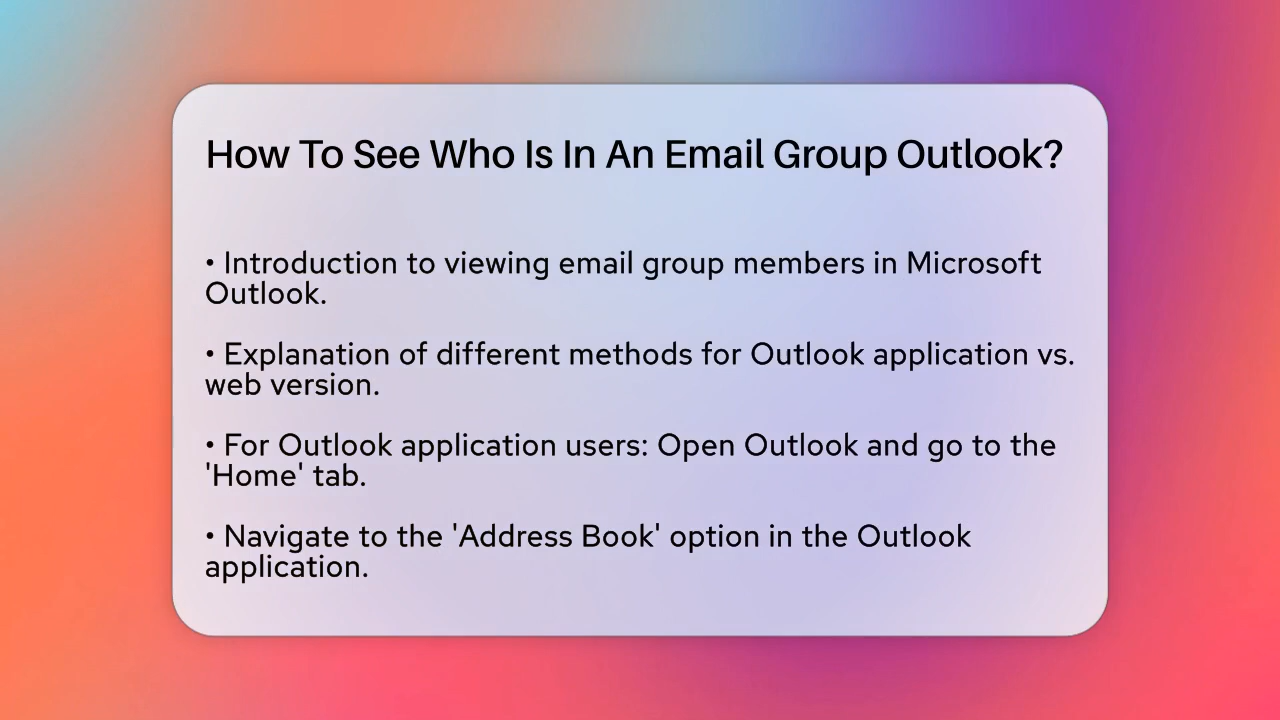 How To See Who Is In An Email Group Outlook?
• Introduction to viewing email group members in Microsoft
Outlook.
• Explanation of different methods for Outlook application vs.
web version.
• For Outlook application users: Open Outlook and go to the
'Home' tab.
• Navigate to the 'Address Book' option in the Outlook
application.